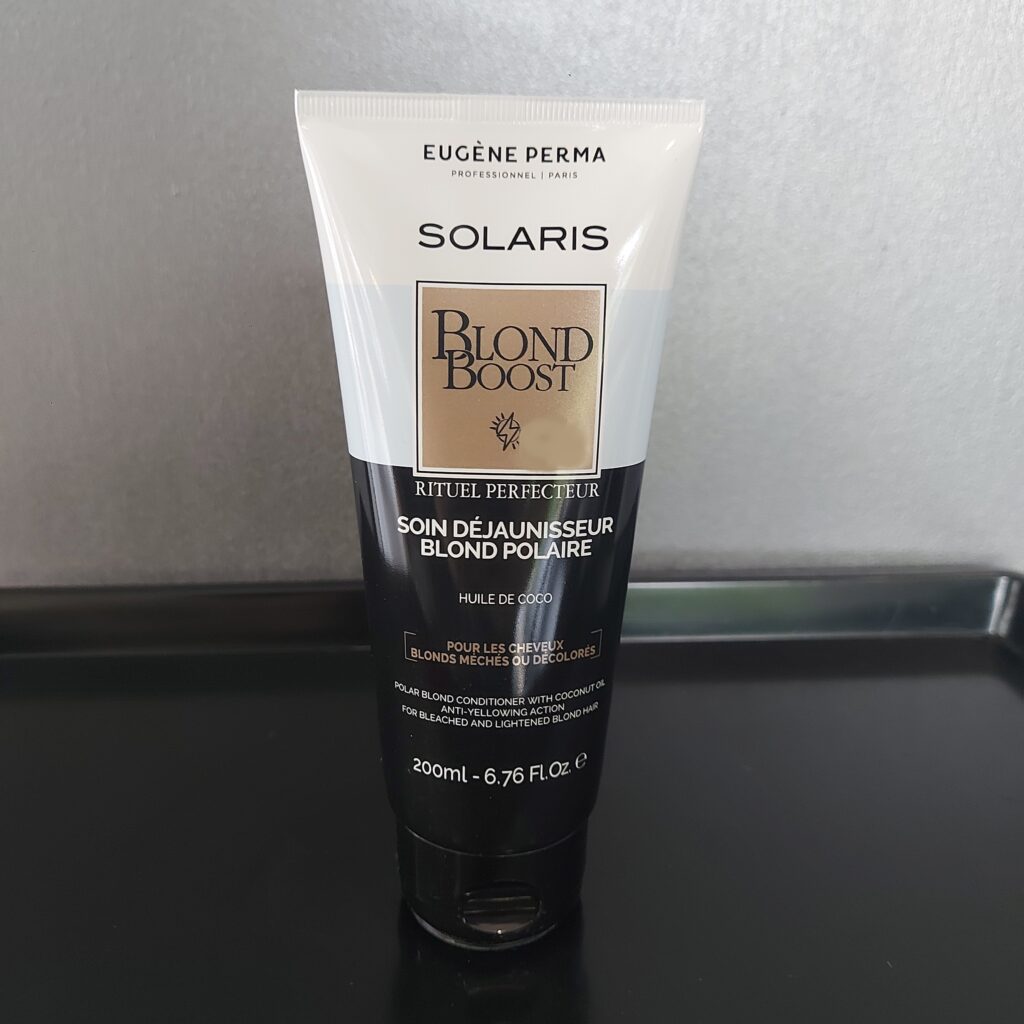 EUGÈNE PERMA
PROFESSIONNEL | PARIS
SOLARIS
BLOND
BOOST
RITUEL PERFECTEUR
SOIN DÉJAUNISSEUR
BLOND POLAIRE
HUILE DE COCO
POUR LES CHEVEUX
BLONDS MÉCHÉS OU DÉCOLORÉS
POLAR BLOND CONDITIONER WITH COCONUT OIL
ANTI-YELLOWING ACTION
FOR BLEACHED AND LIGHTENED BLOND HAIR
200ml - 6.76 Fl.Oz. ℮